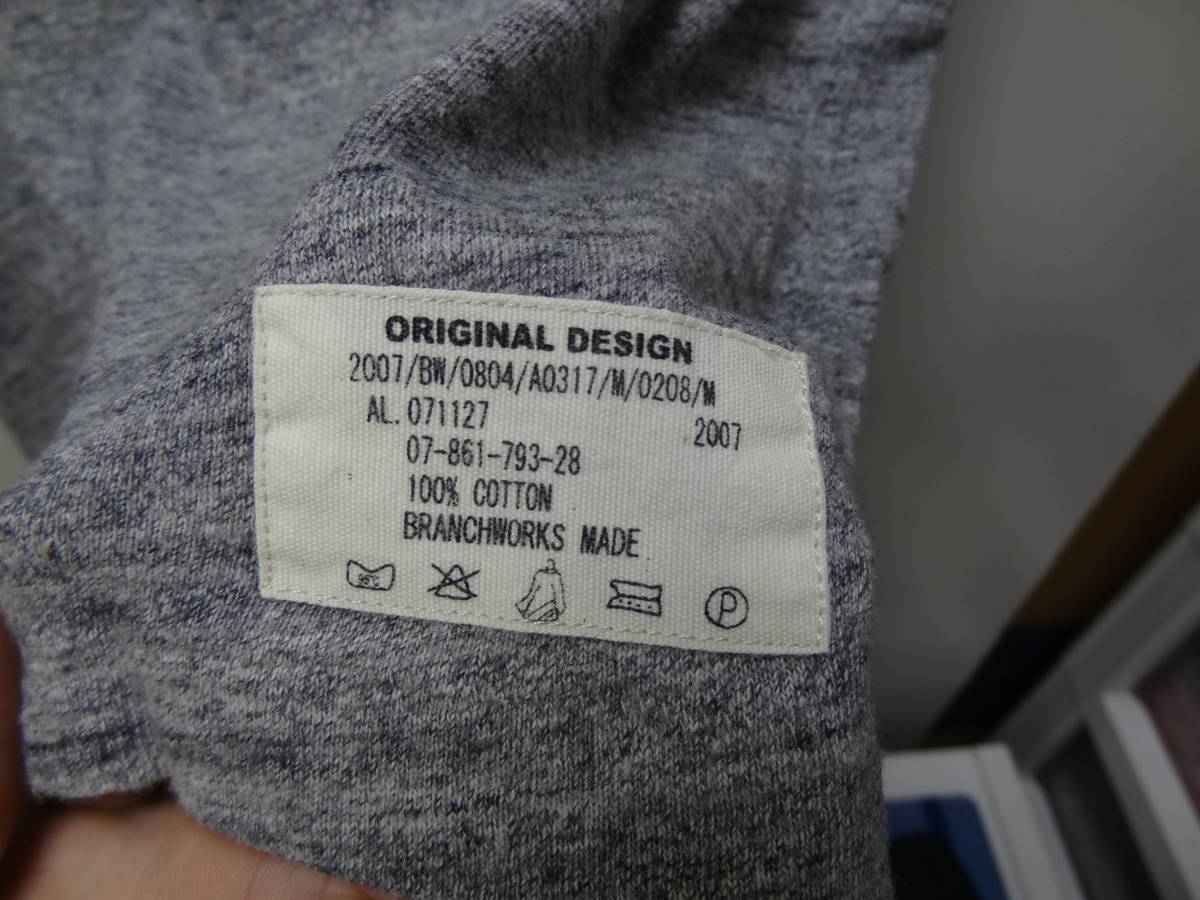 ORIGINAL DESIGN
2007/BW/0804/A0317/M/0208/M
AL.071127 2007
07-861-793-28
100% COTTON
BRANCHWORKS MADE
P